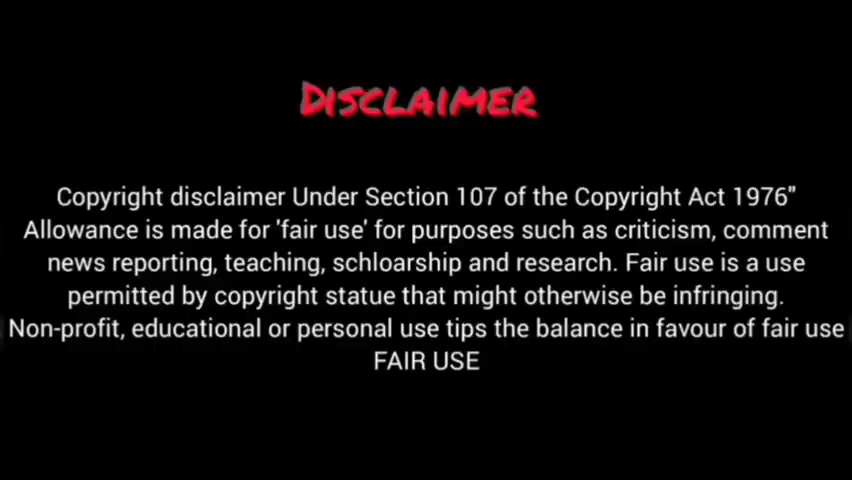 DISCLAIMER
Copyright disclaimer Under Section 107 of the Copyright Act 1976"
Allowance is made for 'fair use' for purposes such as criticism, comment
news reporting, teaching, schloarship and research. Fair use is a use
permitted by copyright statue that might otherwise be infringing.
Non-profit, educational or personal use tips the balance in favour of fair use
FAIR USE